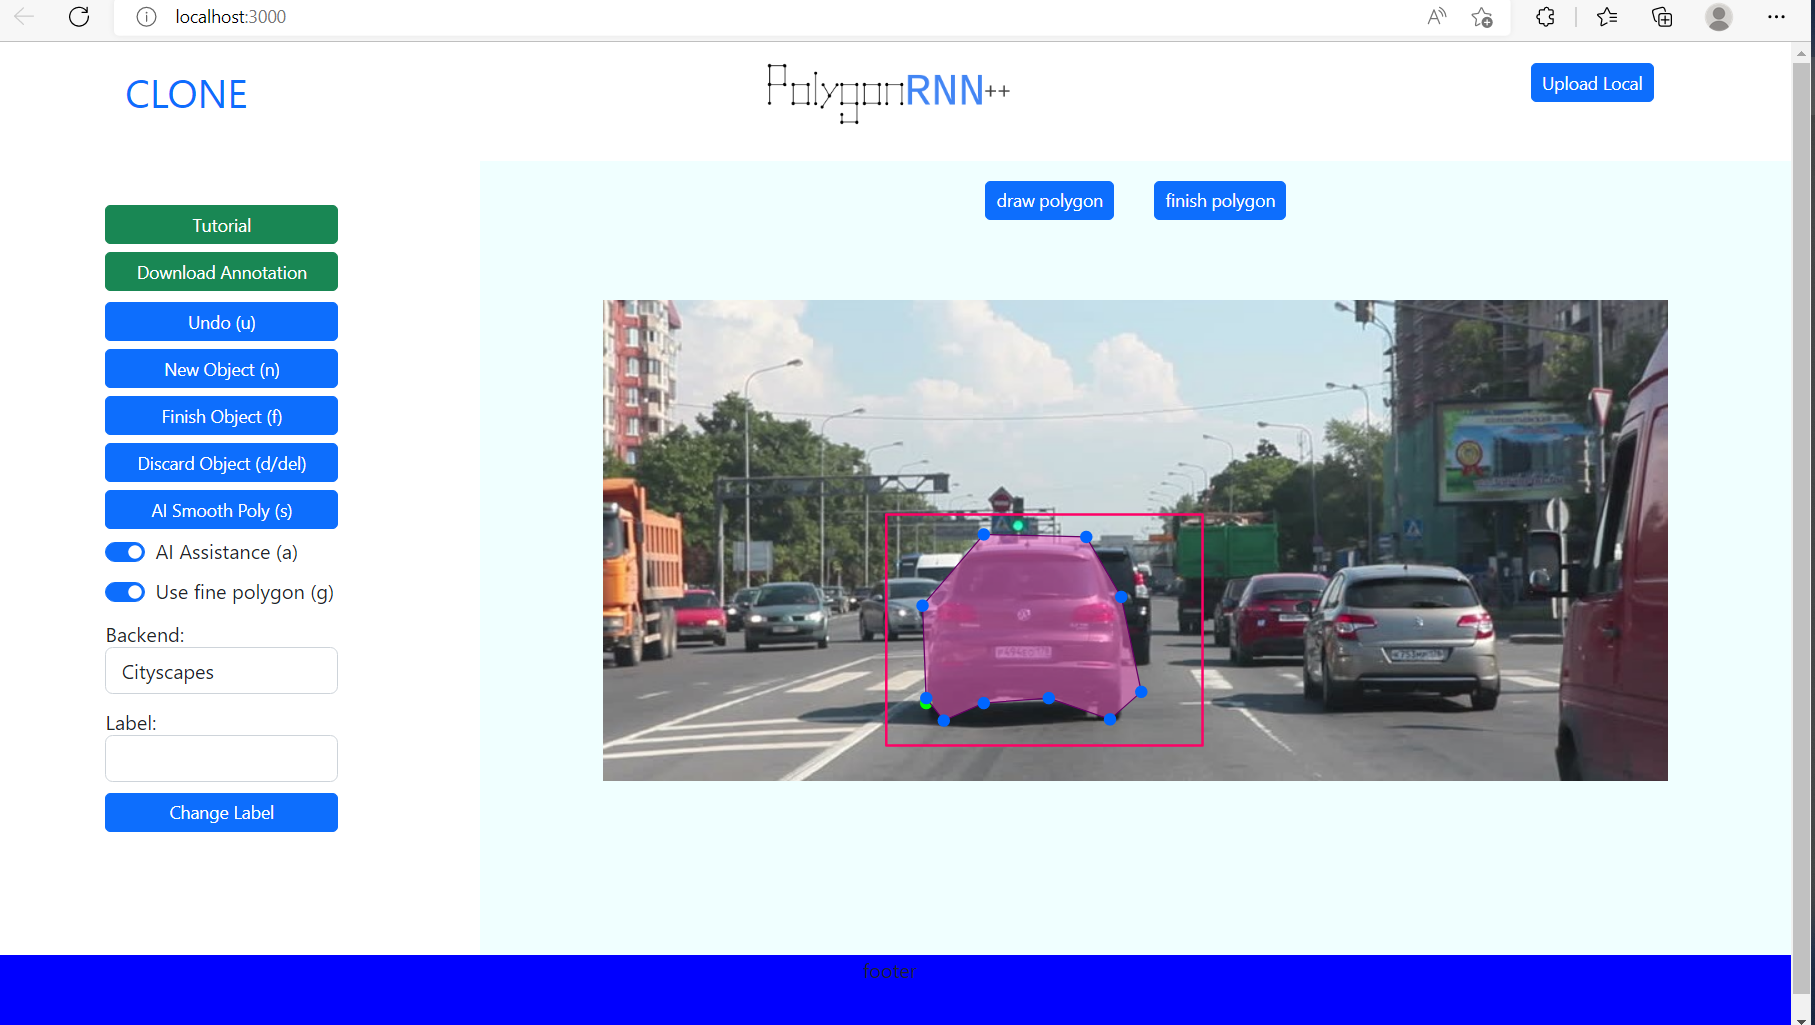 localhost:3000
CLONE
PolygonRNN++
Upload Local
draw polygon
finish polygon
Tutorial
Download Annotation
Undo (u)
New Object (n)
Finish Object (f)
Discard Object (d/del)
AI Smooth Poly (s)
AI Assistance (a)
Use fine polygon (g)
Backend:
Cityscapes
Label:
Change Label
footer